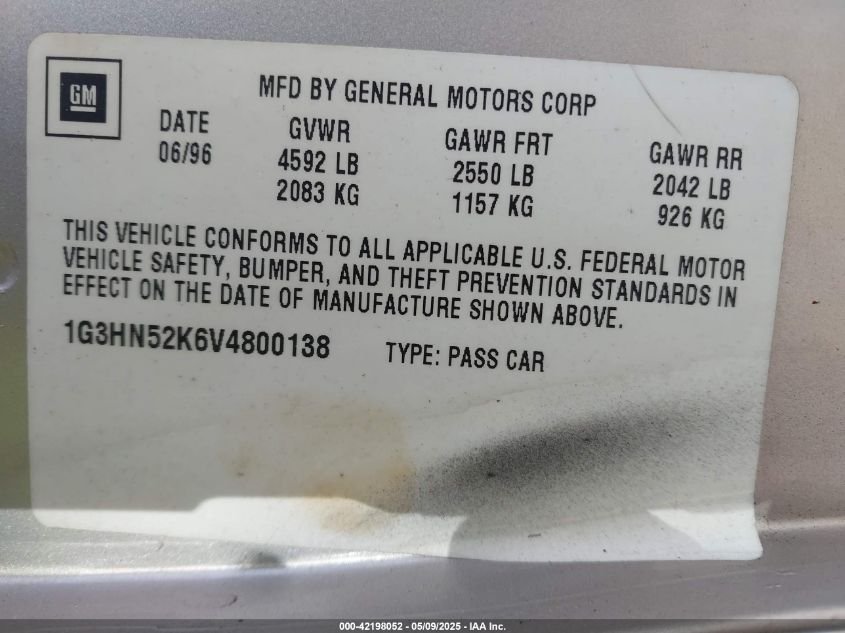 GM
MFD BY GENERAL MOTORS CORP
DATE
06/96
GVWR
4592 LB
2083 KG
GAWR FRT
2550 LB
1157 KG
GAWR RR
2042 LB
926 KG
THIS VEHICLE CONFORMS TO ALL APPLICABLE U.S. FEDERAL MOTOR
VEHICLE SAFETY, BUMPER, AND THEFT PREVENTION STANDARDS IN
EFFECT ON THE DATE OF MANUFACTURE SHOWN ABOVE.
1G3HN52K6V4800138 TYPE: PASS CAR
000-42198052 - 05/09/2025 - IAA Inc.